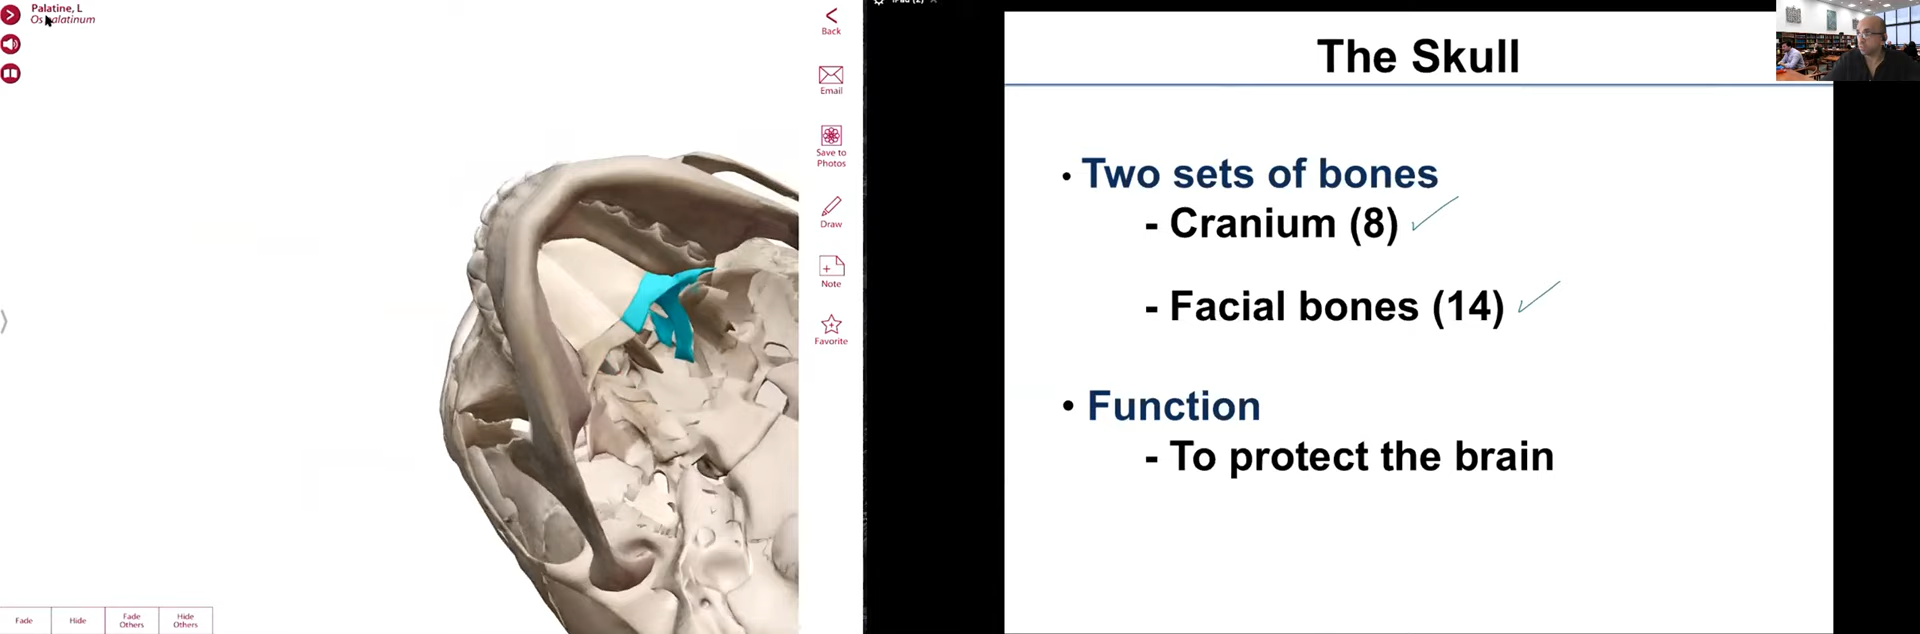 Palatine, L
Os palatinum
Back
Email
Save to
Photos
Draw
Note
Favorite
Fade
Hide
Fade
Others
Hide
Others
The Skull
• Two sets of bones
- Cranium (8)
- Facial bones (14)
• Function
- To protect the brain